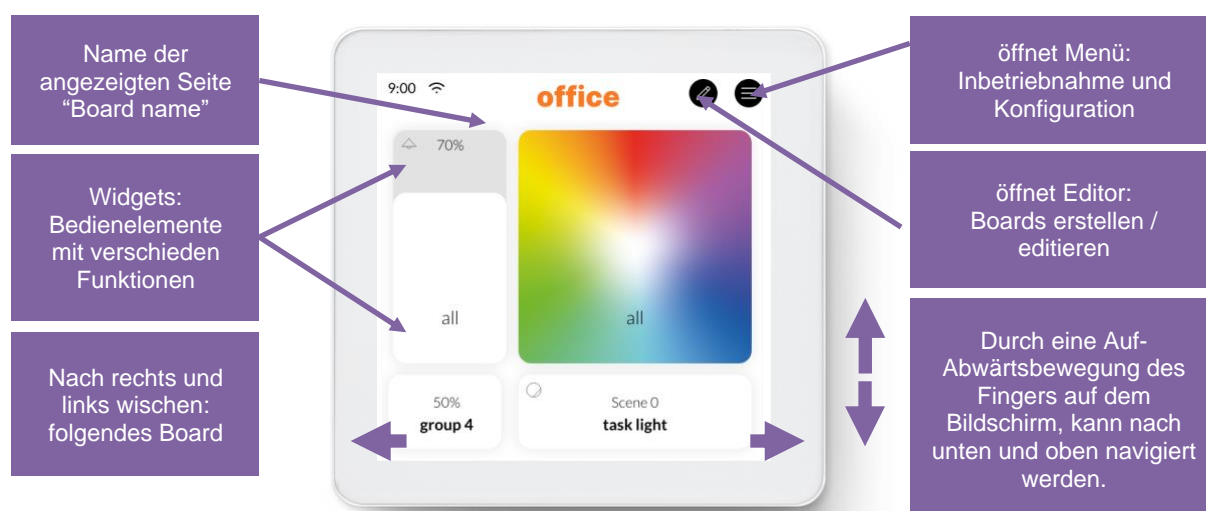 Name der
angezeigten Seite
“Board name”
Widgets:
Bedienelemente
mit verschieden
Funktionen
Nach rechts und
links wischen:
folgendes Board
9:00
office
70%
all
all
50%
group 4
Scene 0
task light
öffnet Menü:
Inbetriebnahme und
Konfiguration
öffnet Editor:
Boards erstellen /
editieren
Durch eine Auf-
Abwärtsbewegung des
Fingers auf dem
Bildschirm, kann nach
unten und oben navigiert
werden.